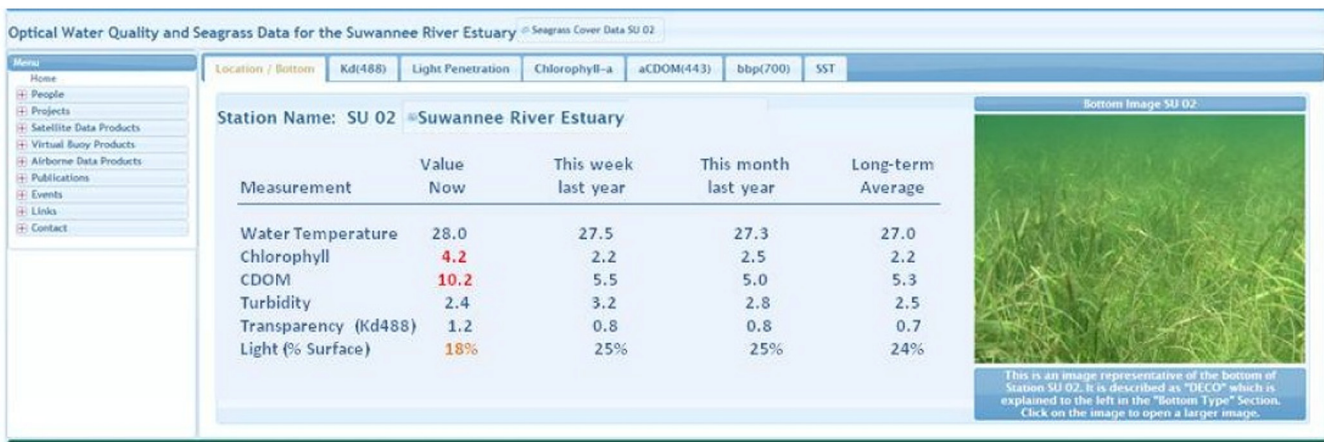 Optical Water Quality and Seagrass Data for the Suwannee River Estuary Seagrass Cover Data SU 02
Menu
Home
People
Projects
Satellite Data Products
Virtual Buoy Products
Airborne Data Products
Publications
Events
Links
Contact
Location / Bottom Kd(488) Light Penetration Chlorophyll-a aCDOM(443) bbp(700) SST
Station Name: SU 02 Suwannee River Estuary
Value This week This month Long-term
Measurement Now last year last year Average
Water Temperature 28.0 27.5 27.3 27.0
Chlorophyll 4.2 2.2 2.5 2.2
CDOM 10.2 5.5 5.0 5.3
Turbidity 2.4 3.2 2.8 2.5
Transparency (Kd488) 1.2 0.8 0.8 0.7
Light (% Surface) 18% 25% 25% 24%
Bottom Image SU 02
This is an image representative of the bottom of
Station SU 02. It is described as "DECO" which is
explained to the left in the "Bottom Type" Section.
Click on the image to open a larger image.